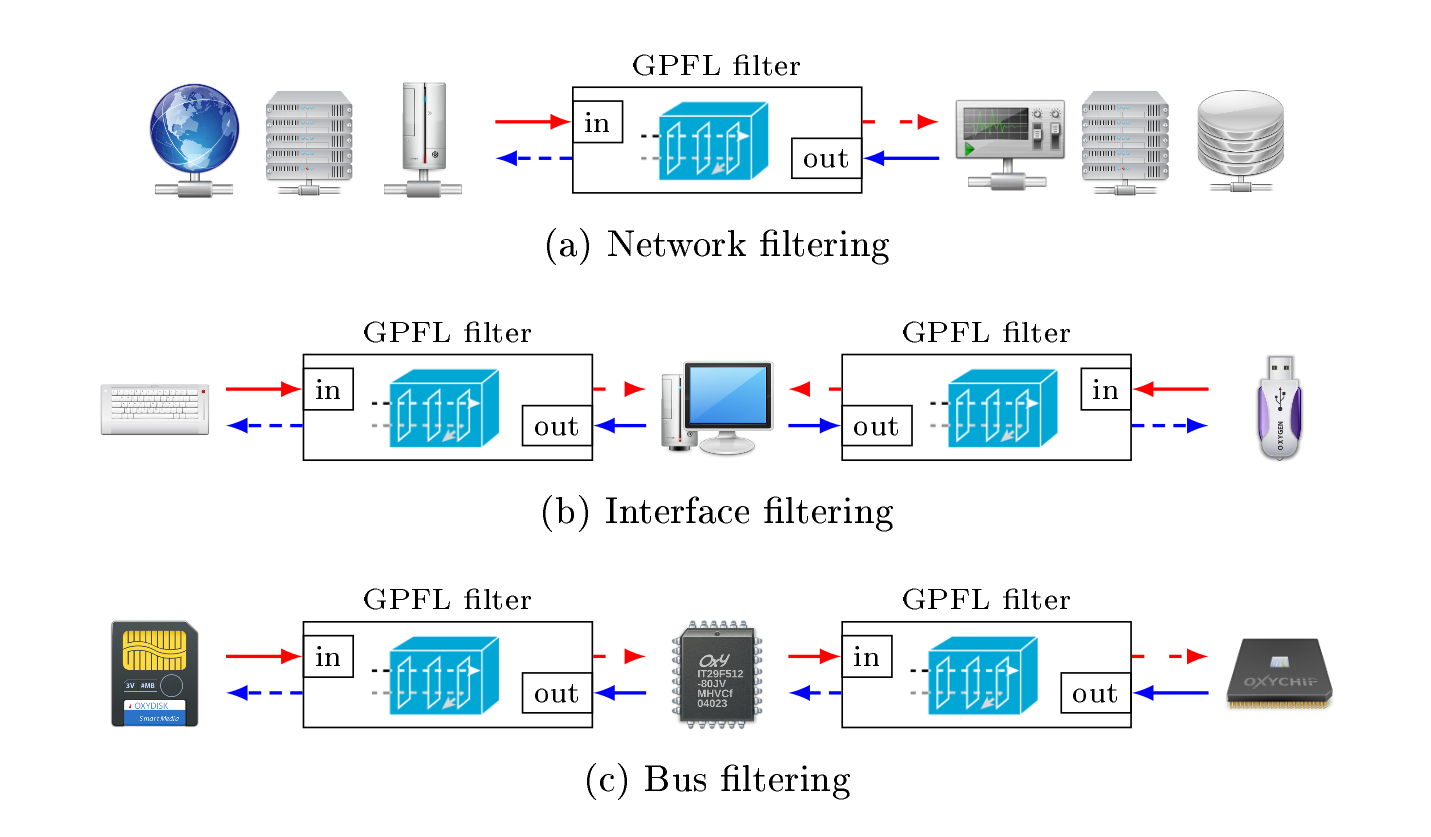 GPFL filter
in
out
(a) Network filtering
GPFL filter
GPFL filter
in
out
in
out
OXYGEN
(b) Interface filtering
GPFL filter
GPFL filter
in
out
in
out
3V #MB
OXYDISK
SmartMedia
Oxy
IT29F512
-80JV
MHVCf
04023
OXYCHIP
(c) Bus filtering